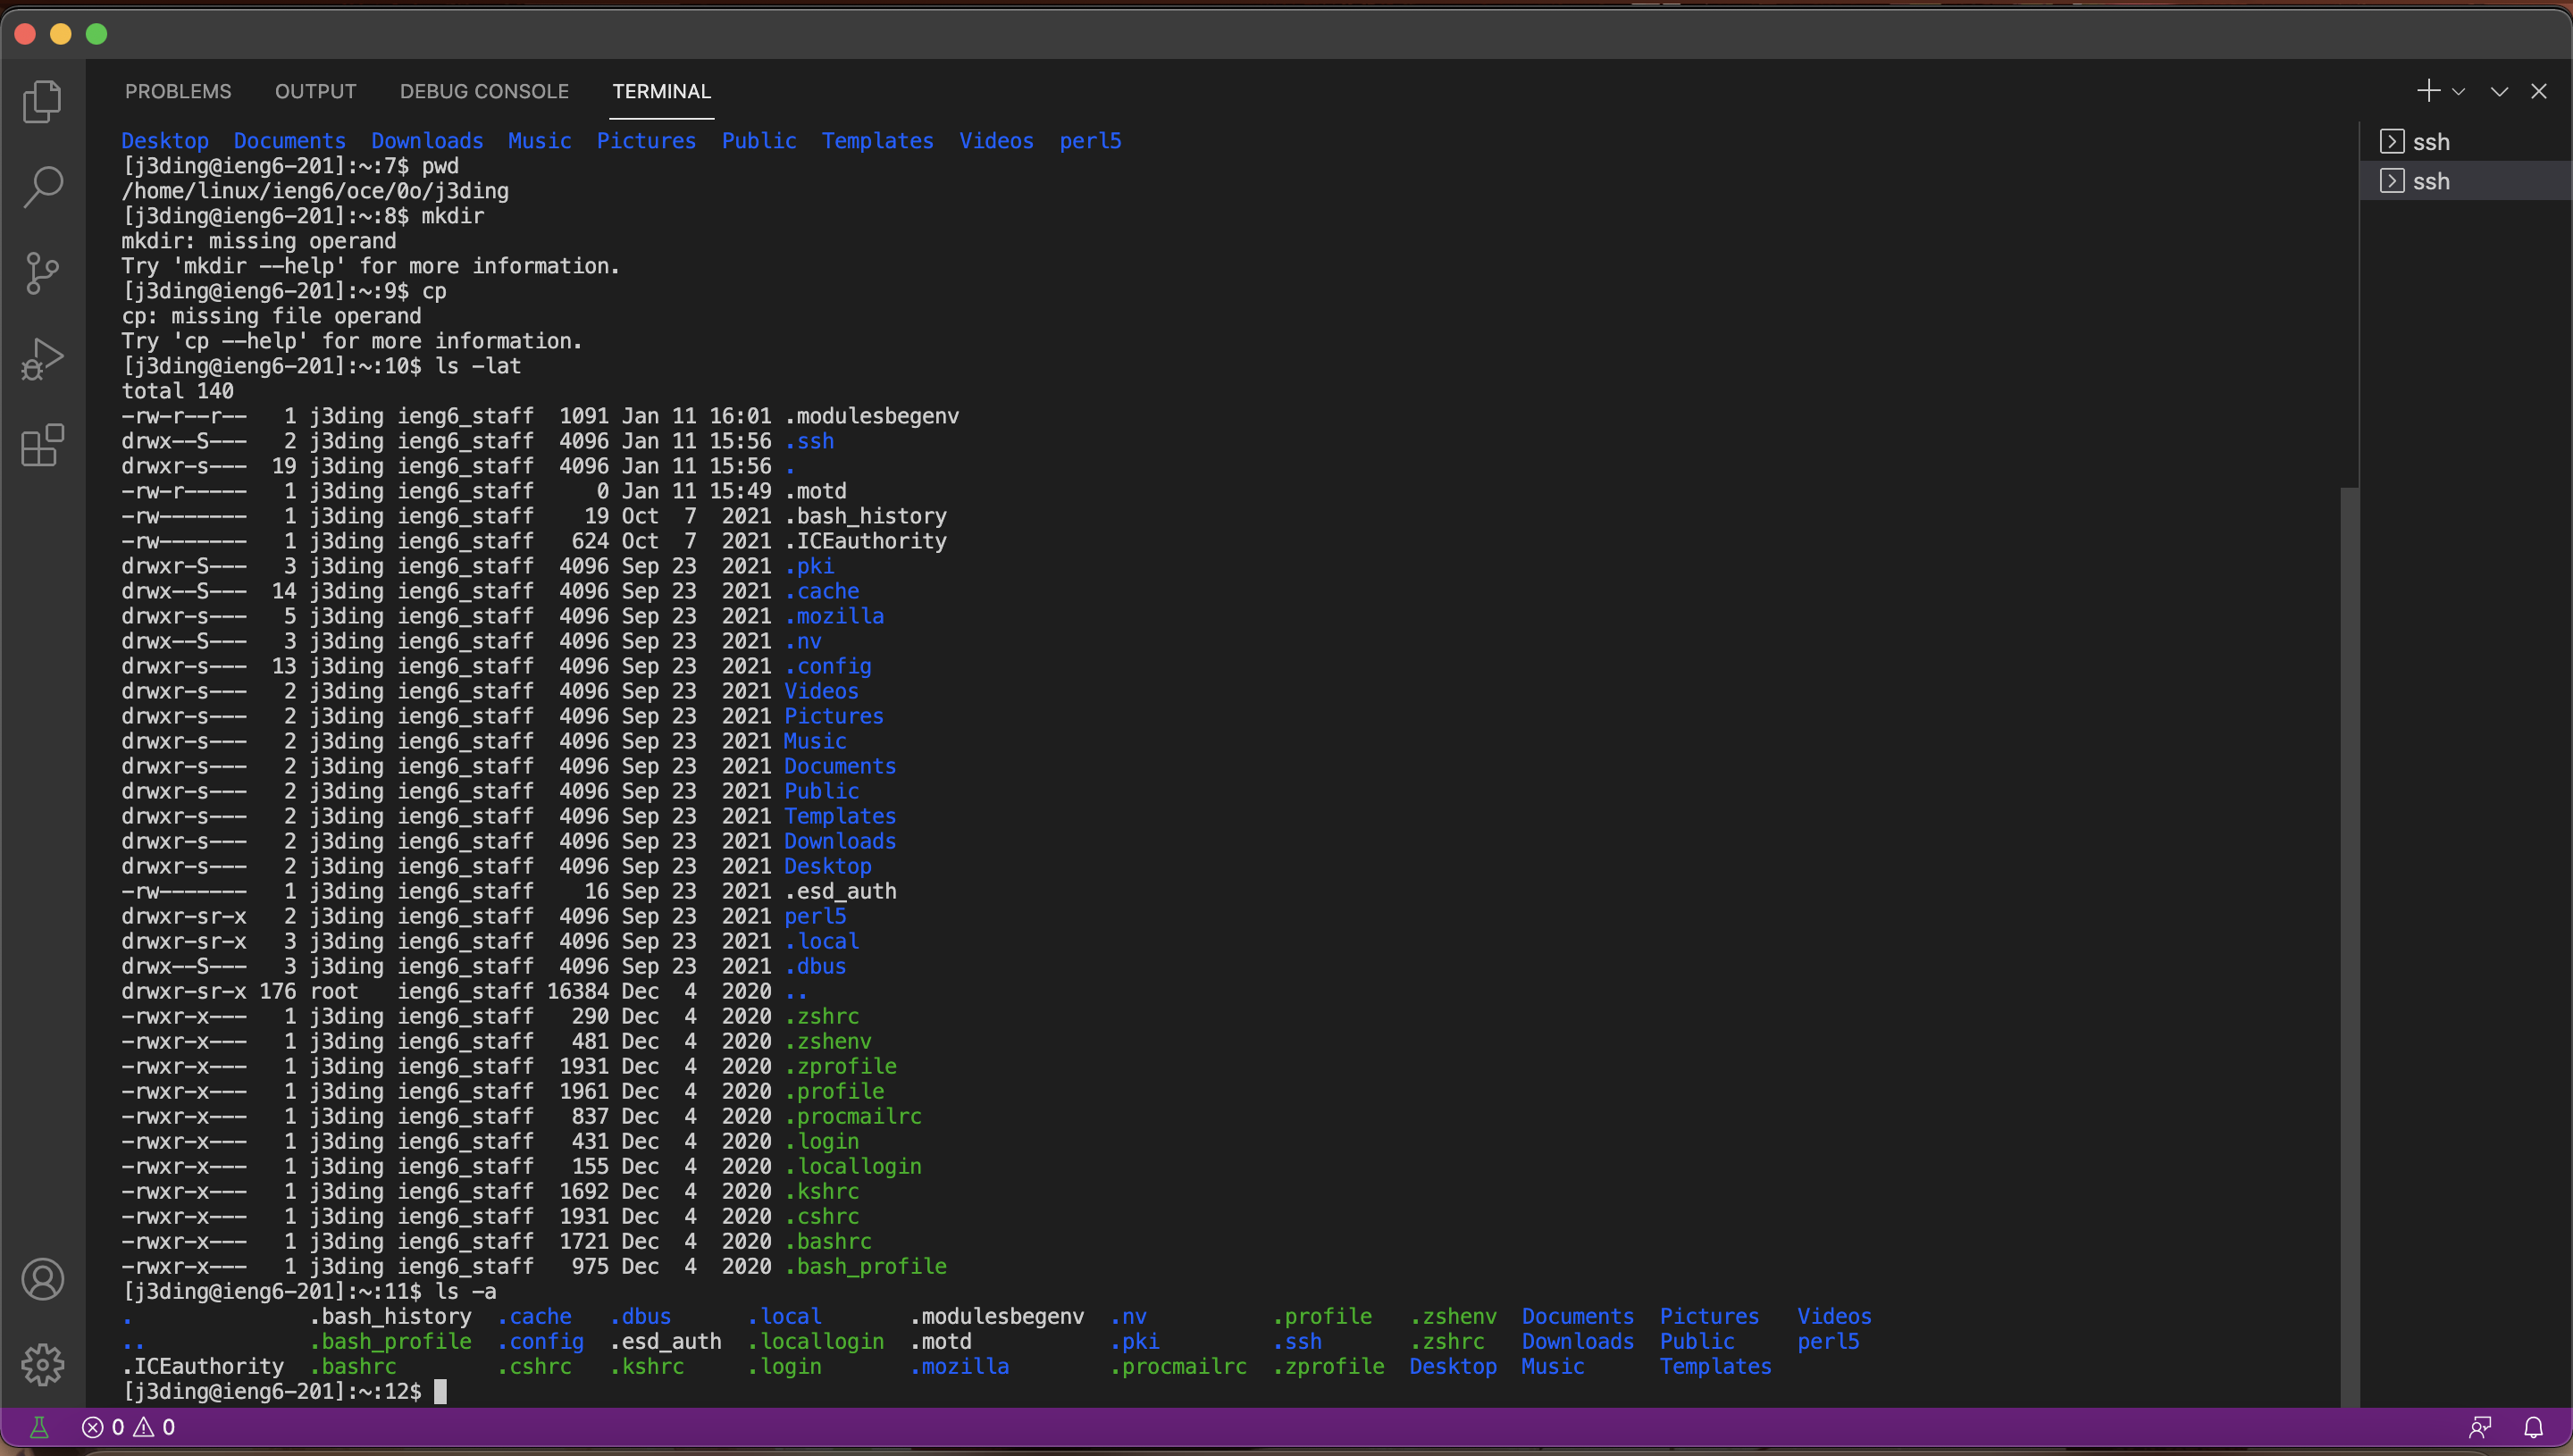 PROBLEMS OUTPUT DEBUG CONSOLE TERMINAL
Desktop  Documents  Downloads  Music  Pictures  Public  Templates  Videos  perl5
[j3ding@ieng6-201]:~:7$ pwd
/home/linux/ieng6/oce/0o/j3ding
[j3ding@ieng6-201]:~:8$ mkdir
mkdir: missing operand
Try 'mkdir --help' for more information.
[j3ding@ieng6-201]:~:9$ cp
cp: missing file operand
Try 'cp --help' for more information.
[j3ding@ieng6-201]:~:10$ ls -lat
total 140
-rw-r--r--   1 j3ding ieng6_staff  1091 Jan 11 16:01 .modulesbegenv
drwx--S---   2 j3ding ieng6_staff  4096 Jan 11 15:56 .ssh
drwxr-s---  19 j3ding ieng6_staff  4096 Jan 11 15:56 .
-rw-r-----   1 j3ding ieng6_staff     0 Jan 11 15:49 .motd
-rw-------   1 j3ding ieng6_staff    19 Oct  7  2021 .bash_history
-rw-------   1 j3ding ieng6_staff   624 Oct  7  2021 .ICEauthority
drwxr-S---   3 j3ding ieng6_staff  4096 Sep 23  2021 .pki
drwx--S---  14 j3ding ieng6_staff  4096 Sep 23  2021 .cache
drwxr-s---   5 j3ding ieng6_staff  4096 Sep 23  2021 .mozilla
drwx--S---   3 j3ding ieng6_staff  4096 Sep 23  2021 .nv
drwxr-s---  13 j3ding ieng6_staff  4096 Sep 23  2021 .config
drwxr-s---   2 j3ding ieng6_staff  4096 Sep 23  2021 Videos
drwxr-s---   2 j3ding ieng6_staff  4096 Sep 23  2021 Pictures
drwxr-s---   2 j3ding ieng6_staff  4096 Sep 23  2021 Music
drwxr-s---   2 j3ding ieng6_staff  4096 Sep 23  2021 Documents
drwxr-s---   2 j3ding ieng6_staff  4096 Sep 23  2021 Public
drwxr-s---   2 j3ding ieng6_staff  4096 Sep 23  2021 Templates
drwxr-s---   2 j3ding ieng6_staff  4096 Sep 23  2021 Downloads
drwxr-s---   2 j3ding ieng6_staff  4096 Sep 23  2021 Desktop
-rw-------   1 j3ding ieng6_staff    16 Sep 23  2021 .esd_auth
drwxr-sr-x   2 j3ding ieng6_staff  4096 Sep 23  2021 perl5
drwxr-sr-x   3 j3ding ieng6_staff  4096 Sep 23  2021 .local
drwx--S---   3 j3ding ieng6_staff  4096 Sep 23  2021 .dbus
drwxr-sr-x 176 root   ieng6_staff 16384 Dec  4  2020 ..
-rwxr-x---   1 j3ding ieng6_staff   290 Dec  4  2020 .zshrc
-rwxr-x---   1 j3ding ieng6_staff   481 Dec  4  2020 .zshenv
-rwxr-x---   1 j3ding ieng6_staff  1931 Dec  4  2020 .zprofile
-rwxr-x---   1 j3ding ieng6_staff  1961 Dec  4  2020 .profile
-rwxr-x---   1 j3ding ieng6_staff   837 Dec  4  2020 .procmailrc
-rwxr-x---   1 j3ding ieng6_staff   431 Dec  4  2020 .login
-rwxr-x---   1 j3ding ieng6_staff   155 Dec  4  2020 .locallogin
-rwxr-x---   1 j3ding ieng6_staff  1692 Dec  4  2020 .kshrc
-rwxr-x---   1 j3ding ieng6_staff  1931 Dec  4  2020 .cshrc
-rwxr-x---   1 j3ding ieng6_staff  1721 Dec  4  2020 .bashrc
-rwxr-x---   1 j3ding ieng6_staff   975 Dec  4  2020 .bash_profile
[j3ding@ieng6-201]:~:11$ ls -a
.              .bash_history  .cache   .dbus      .local       .modulesbegenv  .nv          .profile   .zshenv  Documents  Pictures   Videos
..             .bash_profile  .config  .esd_auth  .locallogin  .motd           .pki         .ssh       .zshrc   Downloads  Public     perl5
.ICEauthority  .bashrc        .cshrc   .kshrc     .login       .mozilla        .procmailrc  .zprofile  Desktop  Music      Templates
[j3ding@ieng6-201]:~:12$
ssh
ssh
0 0